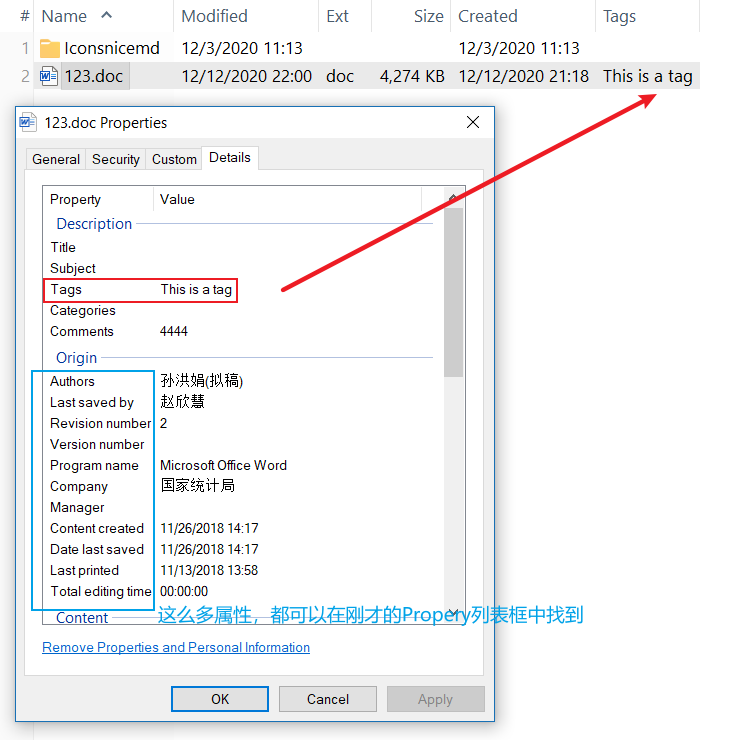 # Name Modified Ext Size Created Tags
1 Iconsnicemd 12/3/2020 11:13 12/3/2020 11:13
2 123.doc 12/12/2020 22:00 doc 4,274 KB 12/12/2020 21:18 This is a tag
123.doc Properties
General Security Custom Details
Property Value
Description
Title
Subject
Tags This is a tag
Categories
Comments 4444
Origin
Authors 孙洪娟(拟稿)
Last saved by 赵欣慧
Revision number 2
Version number
Program name Microsoft Office Word
Company 国家统计局
Manager
Content created 11/26/2018 14:17
Date last saved 11/26/2018 14:17
Last printed 11/13/2018 13:58
Total editing time 00:00:00
这么多属性，都可以在刚才的Propery列表框中找到
Content
Remove Properties and Personal Information
OK Cancel Apply